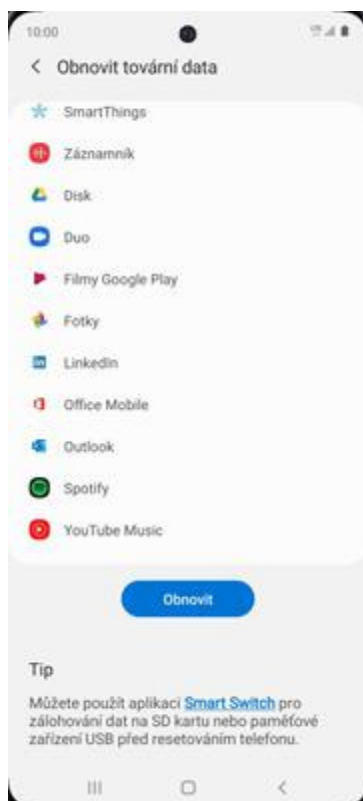 10:00
Obnovit tovární data
SmartThings
Záznamník
Disk
Duo
Filmy Google Play
Fotky
LinkedIn
Office Mobile
Outlook
Spotify
YouTube Music
Obnovit
Tip
Můžete použít aplikaci Smart Switch pro
zálohování dat na SD kartu nebo paměťové
zařízení USB před resetováním telefonu.